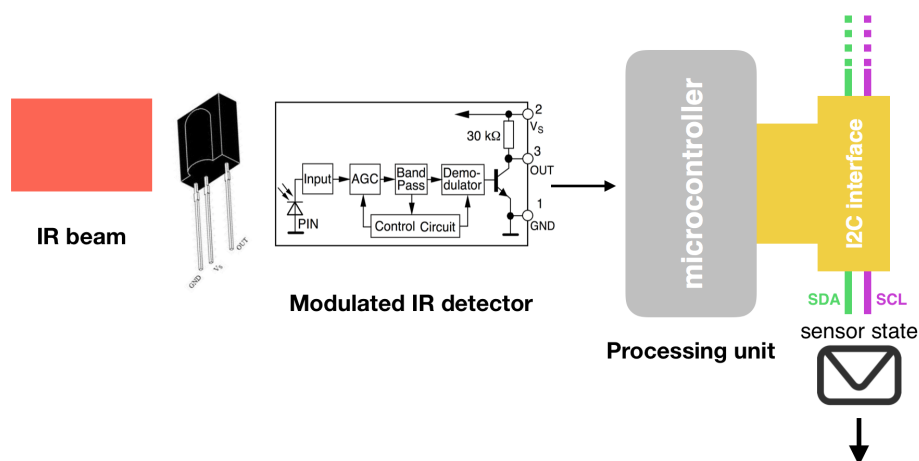 IR beam
GND
Vs
OUT
2
Vs
30 kΩ
3
OUT
Input
AGC
Band
Pass
Demo-
dulator
PIN
Control Circuit
1
GND
Modulated IR detector
microcontroller
Processing unit
I2C interface
SDA
SCL
sensor state